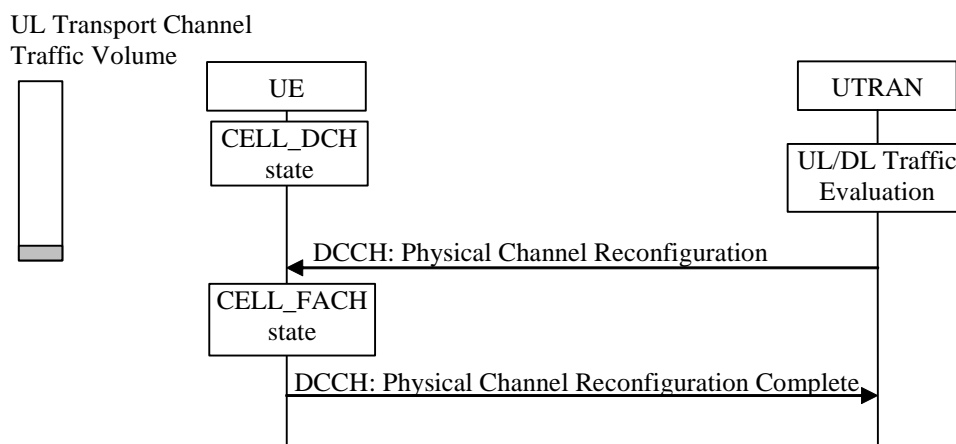 UL Transport Channel
Traffic Volume
UE
UTRAN
CELL_DCH
state
UL/DL Traffic
Evaluation
DCCH: Physical Channel Reconfiguration
CELL_FACH
state
DCCH: Physical Channel Reconfiguration Complete